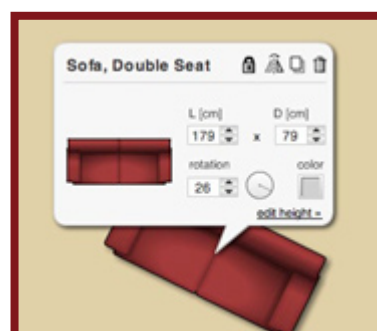 Sofa, Double Seat
L [cm] D [cm]
179 x 79
rotation color
26
edit height »